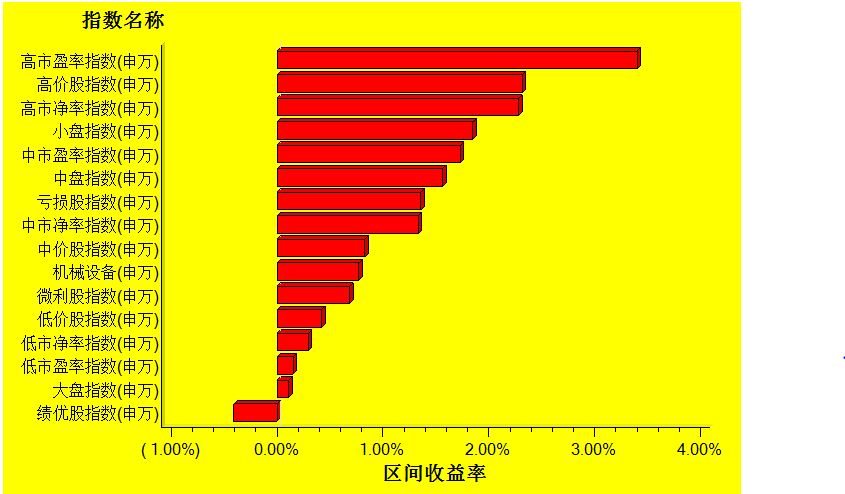 指数名称
高市盈率指数(申万)
高价股指数(申万)
高市净率指数(申万)
小盘指数(申万)
中市盈率指数(申万)
中盘指数(申万)
亏损股指数(申万)
中市净率指数(申万)
中价股指数(申万)
机械设备(申万)
微利股指数(申万)
低价股指数(申万)
低市净率指数(申万)
低市盈率指数(申万)
大盘指数(申万)
绩优股指数(申万)
( 1.00%) 0.00% 1.00% 2.00% 3.00% 4.00%
区间收益率